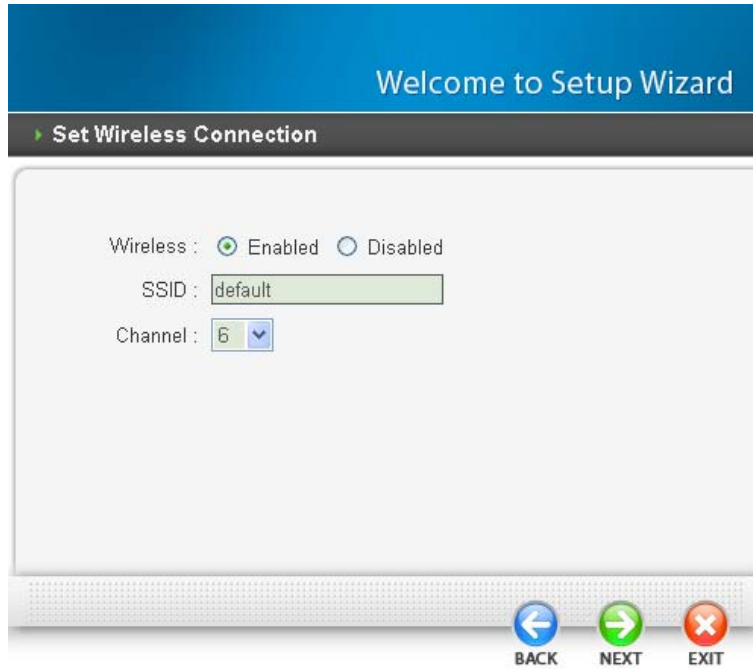 Welcome to Setup Wizard
Set Wireless Connection
Wireless : Enabled Disabled
SSID : default
Channel : 6
BACK NEXT EXIT